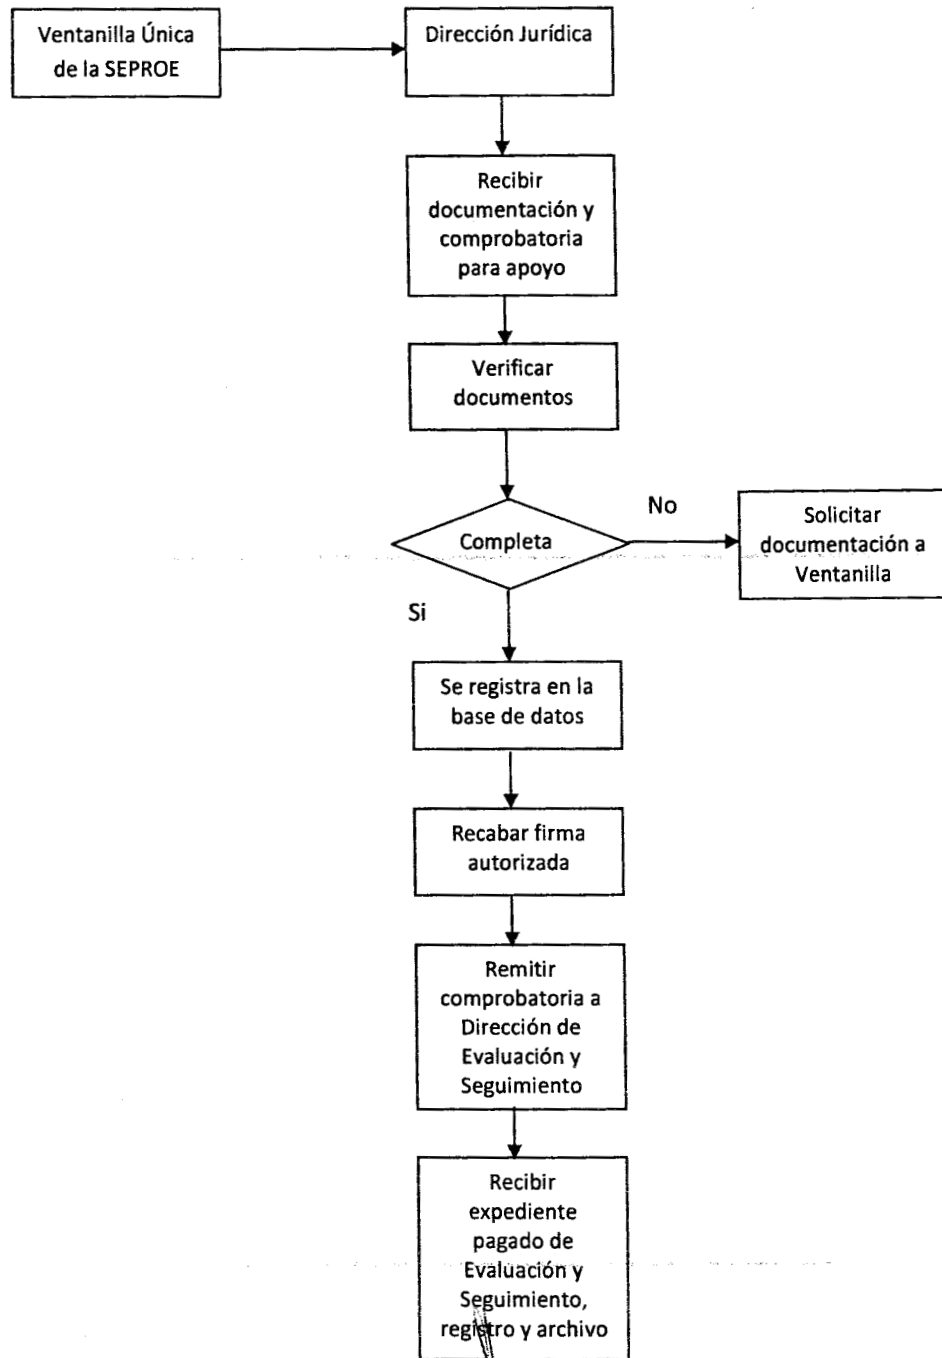 Ventanilla Única
de la SEPROE
Dirección Jurídica
Recibir
documentación y
comprobatoria
para apoyo
Verificar
documentos
Completa
No
Solicitar
documentación a
Ventanilla
Si
Se registra en la
base de datos
Recabar firma
autorizada
Remitir
comprobatoria a
Dirección de
Evaluación y
Seguimiento
Recibir
expediente
pagado de
Evaluación y
Seguimiento,
registro y archivo